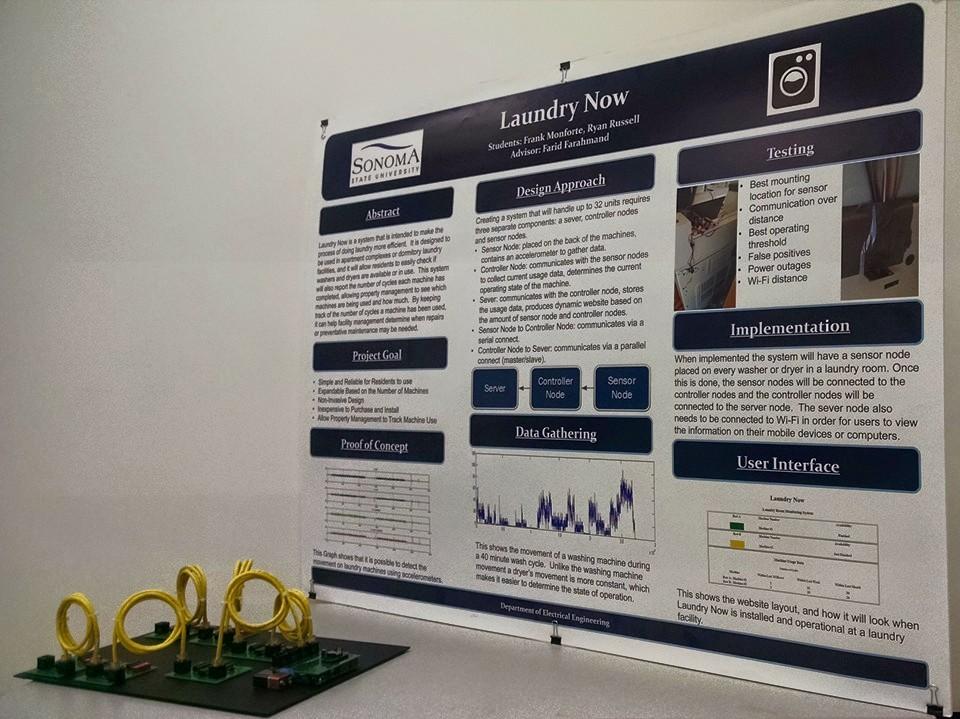 Laundry Now
Students: Frank Monforte, Ryan Russell
Advisor: Farid Farahmand
SONOMA
STATE UNIVERSITY
Abstract
Laundry Now is a system that is intended to make the
process of doing laundry more efficient. It is designed to
be used in apartment complexes or dormitory laundry
facilities, and it will allow residents to easily check if
washers and dryers are available or in use. This system
will also report the number of cycles each machine has
completed, allowing property management to see which
machines are being used and how much. By keeping
track of the number of cycles a machine has been used,
it can help facility management determine when repairs
or preventative maintenance may be needed.
Project Goal
• Simple and Reliable for Residents to use
• Expandable Based on the Number of Machines
• Non-Invasive Design
• Inexpensive to Purchase and Install
• Allow Property Management to Track Machine Use
Proof of Concept
This Graph shows that it is possible to detect the
movement on laundry machines using accelerometers.
Design Approach
Creating a system that will handle up to 32 units requires
three separate components: a sever, controller nodes
and sensor nodes.
• Sensor Node: placed on the back of the machines,
contains an accelerometer to gather data.
• Controller Node: communicates with the sensor nodes
to collect current usage data, determines the current
operating state of the machine.
• Sever: communicates with the controller node, stores
the usage data, produces dynamic website based on
the amount of sensor node and controller nodes.
• Sensor Node to Controller Node: communicates via a
serial connect.
• Controller Node to Sever: communicates via a parallel
connect (master/slave).
Server
Controller
Node
Sensor
Node
Data Gathering
This shows the movement of a washing machine during
a 40 minute wash cycle. Unlike the washing machine
movement a dryer's movement is more constant, which
makes it easier to determine the state of operation.
Testing
• Best mounting
location for sensor
• Communication over
distance
• Best operating
threshold
• False positives
• Power outages
• Wi-Fi distance
Implementation
When implemented the system will have a sensor node
placed on every washer or dryer in a laundry room. Once
this is done, the sensor nodes will be connected to the
controller nodes and the controller nodes will be
connected to the server node. The sever node also
needs to be connected to Wi-Fi in order for users to view
the information on their mobile devices or computers.
User Interface
Laundry Now
Laundry Room Monitoring System
Machine Number
Availability
Machine Number
Availability
Machine Usage Data
This shows the website layout, and how it will look when
Laundry Now is installed and operational at a laundry
facility.
Department of Electrical Engineering